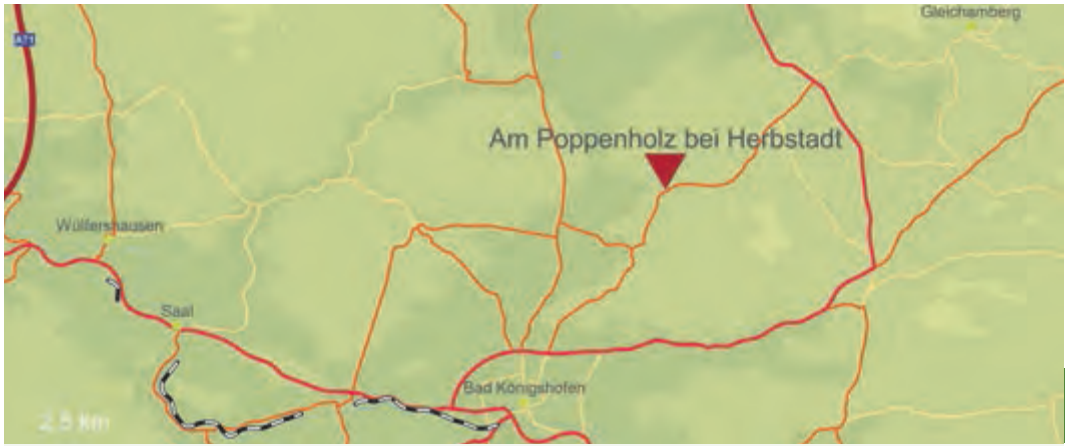 Gleichamberg
A71
Am Poppenholz bei Herbstadt
Wülfershausen
Saal
Bad Königshofen
2.5 km